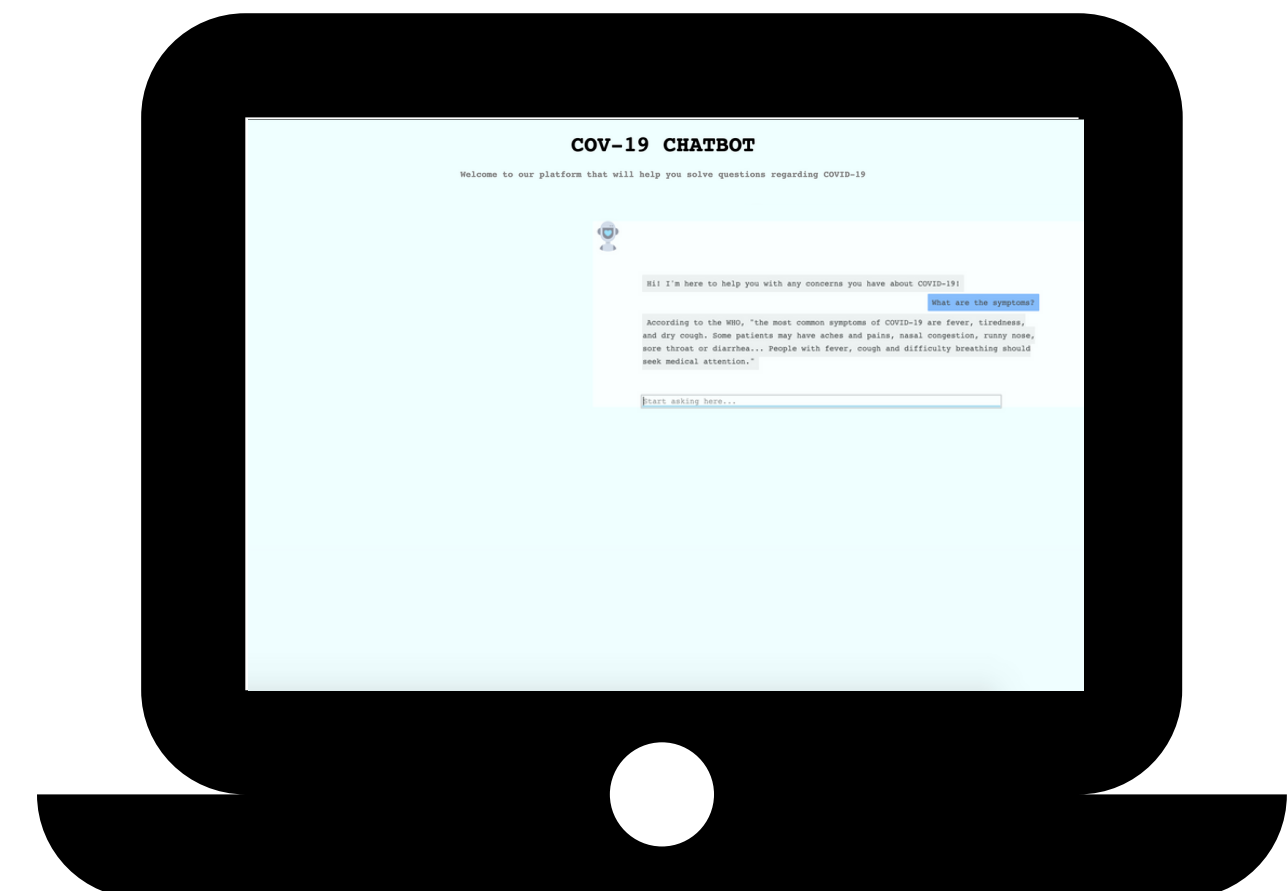 COV-19 CHATBOT
Welcome to our platform that will help you solve questions regarding COVID-19
Hi! I'm here to help you with any concerns you have about COVID-19!
What are the symptoms?
According to the WHO, "the most common symptoms of COVID-19 are fever, tiredness,
and dry cough. Some patients may have aches and pains, nasal congestion, runny nose,
sore throat or diarrhea... People with fever, cough and difficulty breathing should
seek medical attention."
Start asking here...